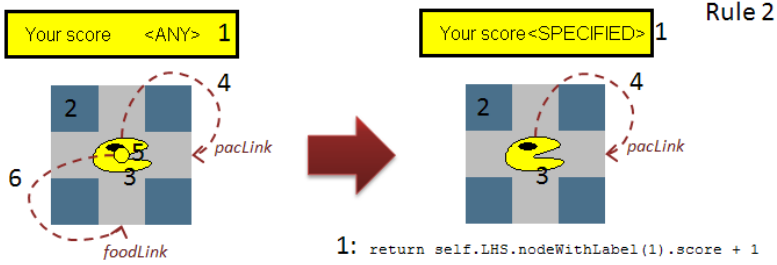 Rule 2
Your score <ANY> 1
Your score<SPECIFIED> 1
4
2
5
3
6
pacLink
foodLink
4
2
3
pacLink
1: return self.LHS.nodeWithLabel(1).score + 1